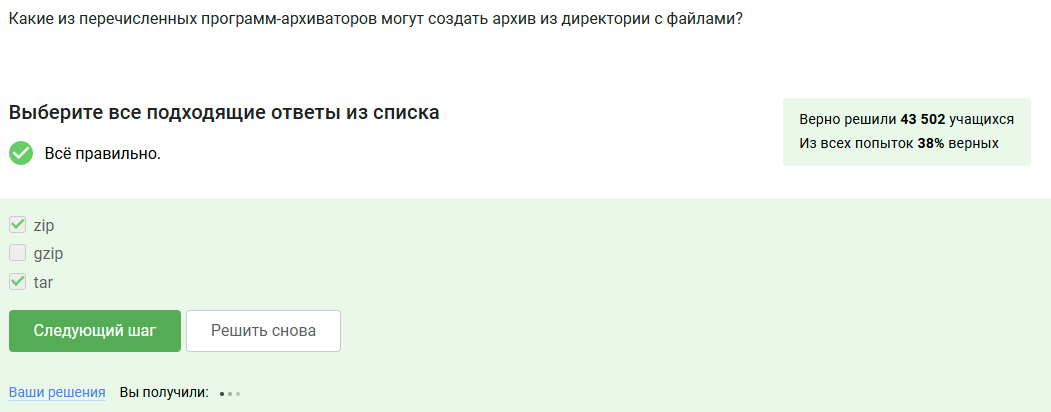 Какие из перечисленных программ-архиваторов могут создать архив из директории с файлами?
Выберите все подходящие ответы из списка
Верно решили 43 502 учащихся
Из всех попыток 38% верных
Всё правильно.
zip
gzip
tar
Следующий шаг
Решить снова
Ваши решения
Вы получили: